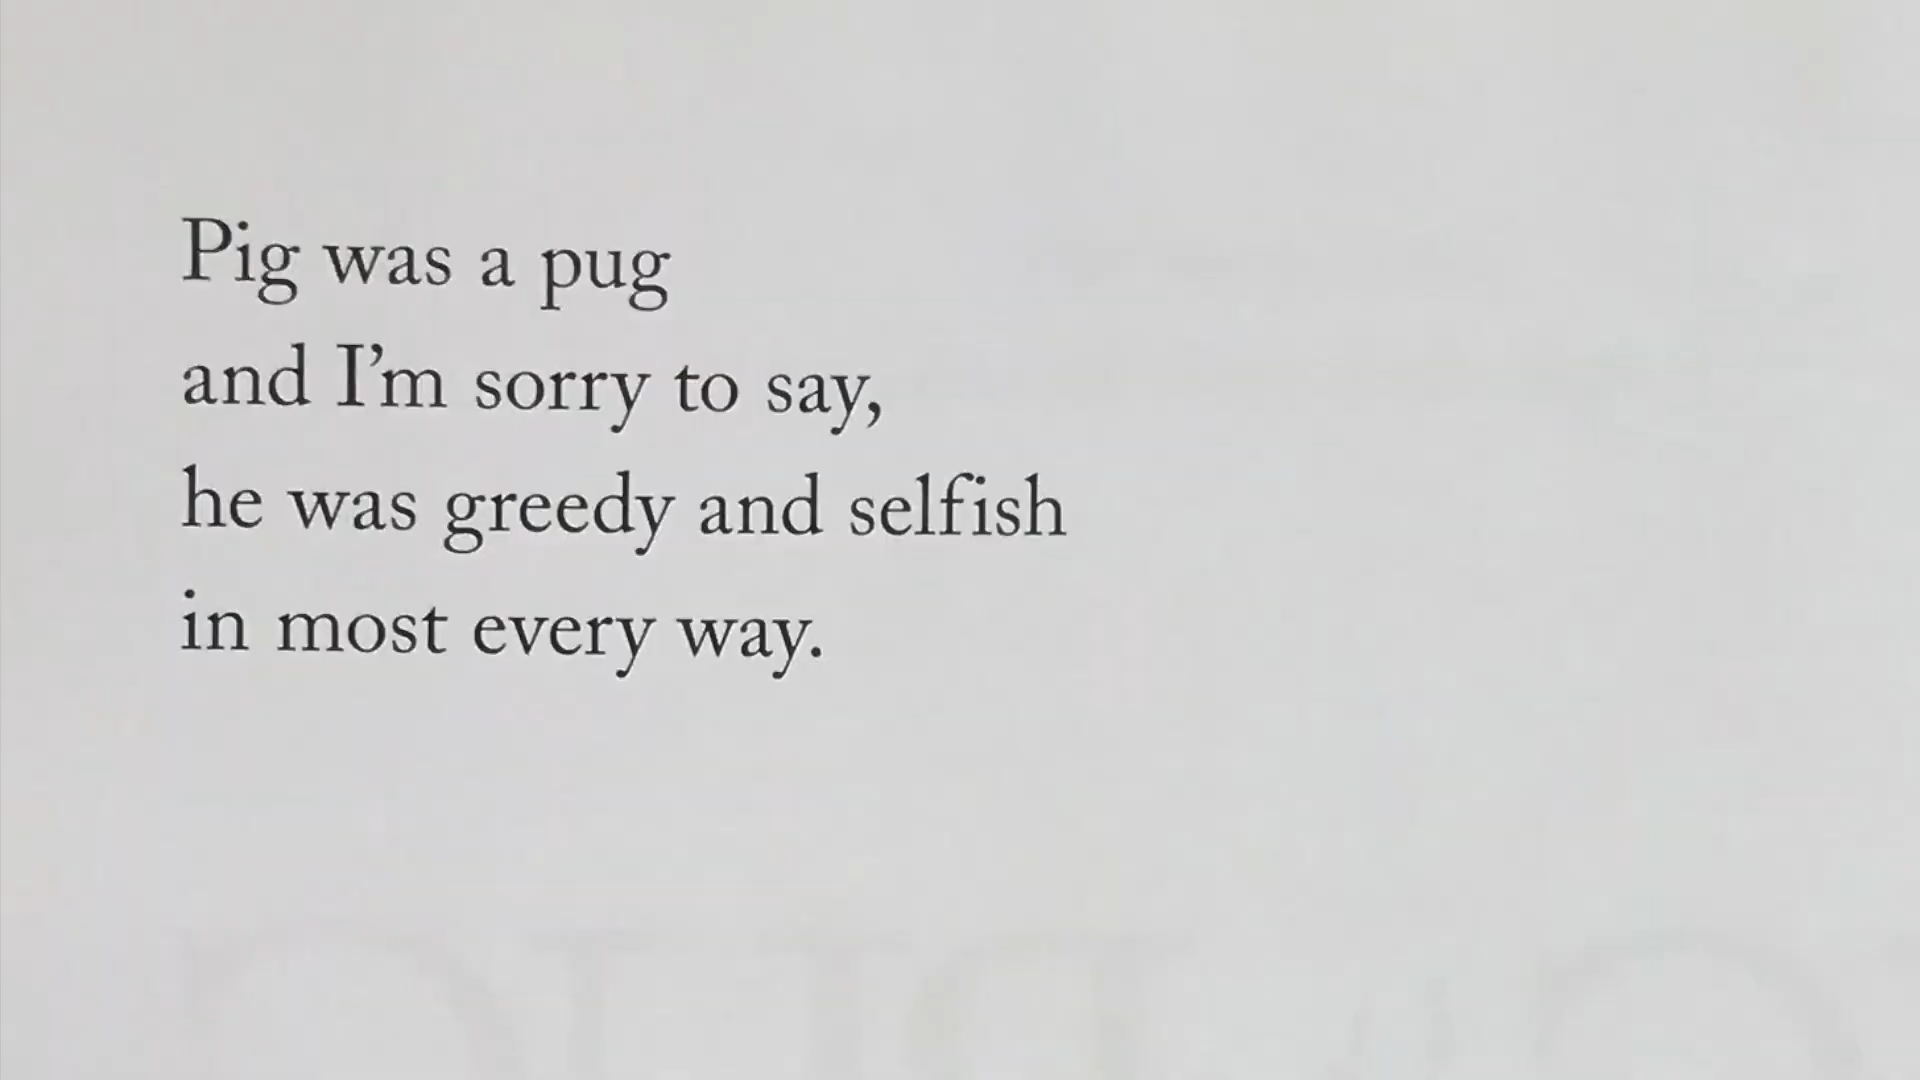 Pig was a pug
and I’m sorry to say,
he was greedy and selfish
in most every way.